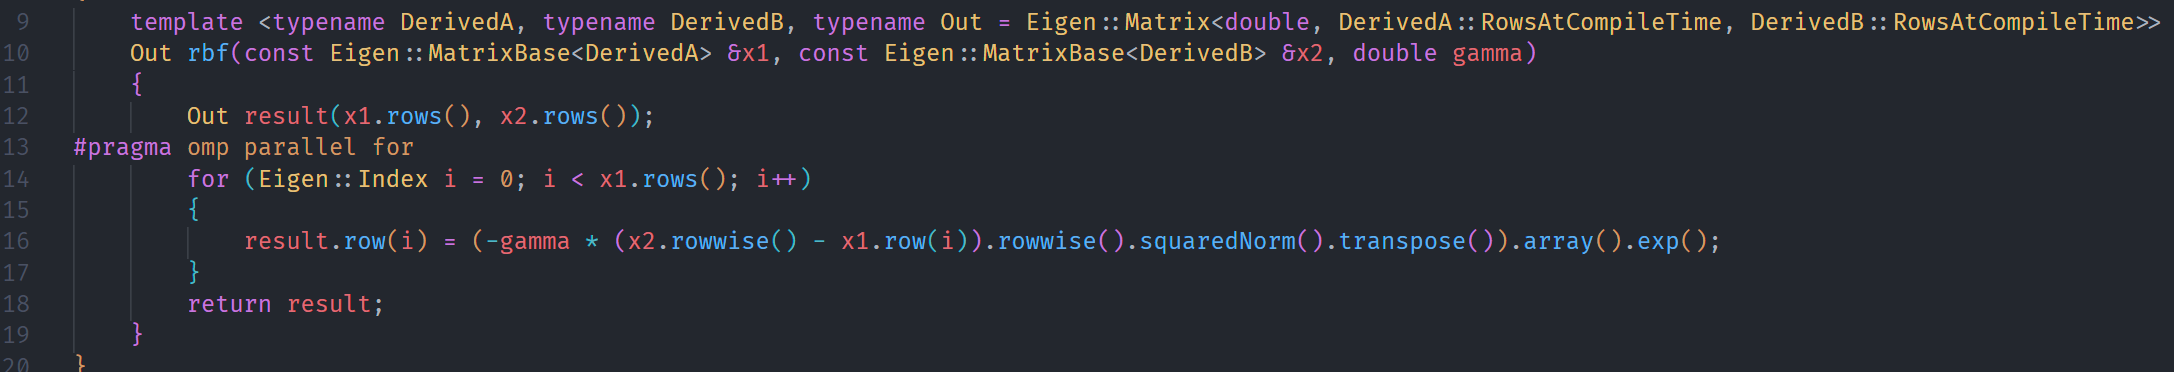 9 template <typename DerivedA, typename DerivedB, typename Out = Eigen::Matrix<double, DerivedA::RowsAtCompileTime, DerivedB::RowsAtCompileTime>>
10 Out rbf(const Eigen::MatrixBase<DerivedA> &x1, const Eigen::MatrixBase<DerivedB> &x2, double gamma)
11 {
12 Out result(x1.rows(), x2.rows());
13 #pragma omp parallel for
14 for (Eigen::Index i = 0; i < x1.rows(); i++)
15 {
16 result.row(i) = (-gamma * (x2.rowwise() - x1.row(i)).rowwise().squaredNorm().transpose()).array().exp();
17 }
18 return result;
19 }
20 }